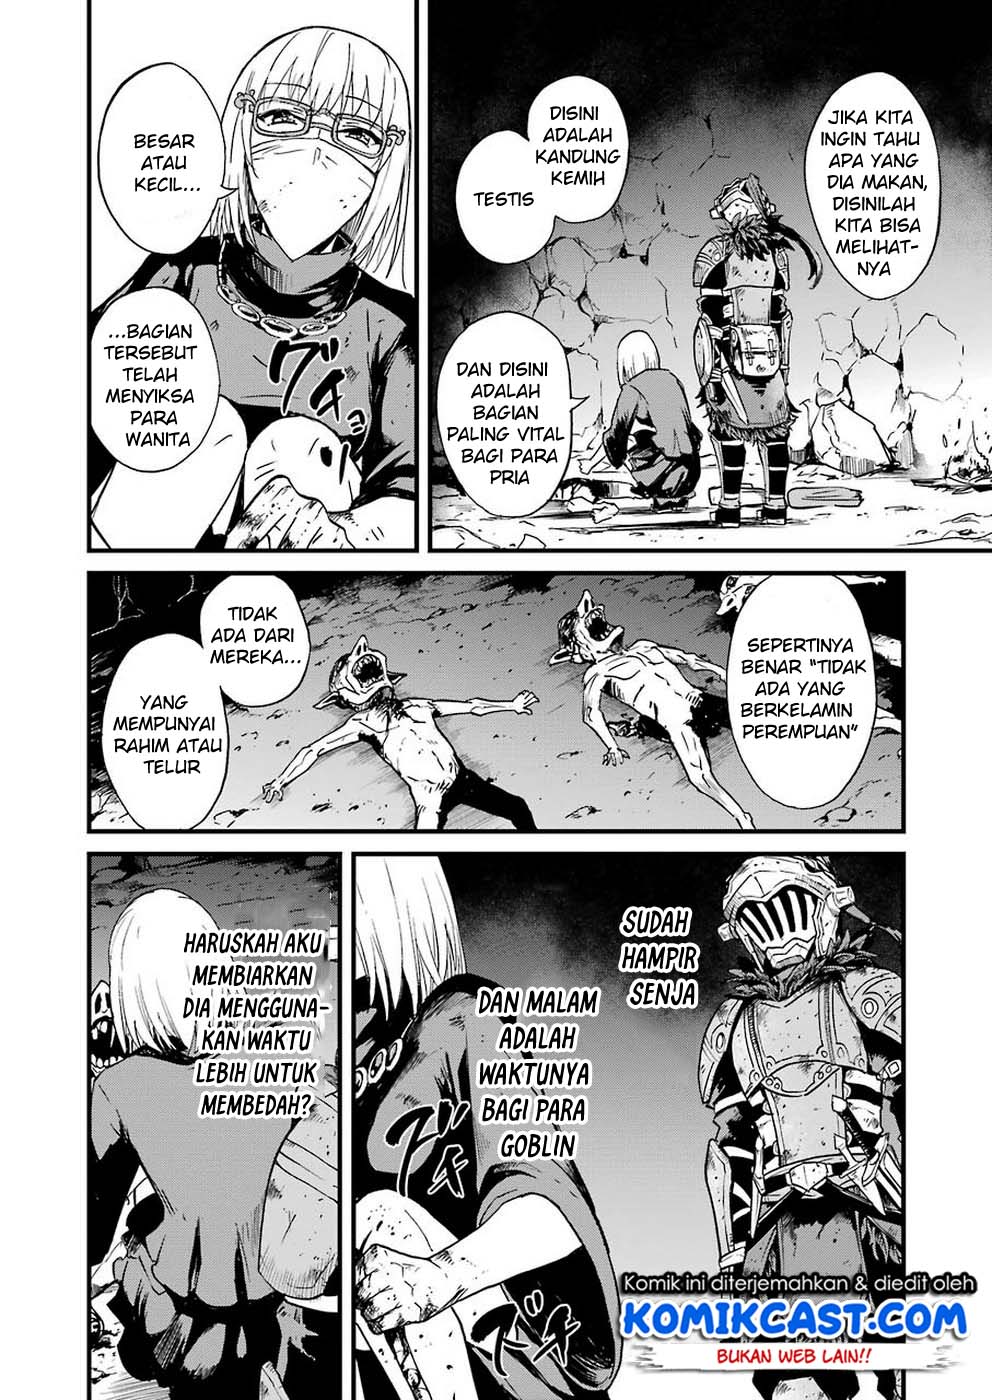 JIKA KITA
INGIN TAHU
APA YANG
DIA MAKAN,
DISINILAH
KITA BISA
MELIHAT-
NYA
DISINI
ADALAH
KANDUNG
KEMIH
TESTIS
DAN DISINI
ADALAH
BAGIAN
PALING VITAL
BAGI PARA
PRIA
BESAR
ATAU
KECIL...
...BAGIAN
TERSEBUT
TELAH
MENYIKSA
PARA
WANITA
グチャ
SEPERTINYA
BENAR “TIDAK
ADA YANG
BERKELAMIN
PEREMPUAN”
TIDAK
ADA DARI
MEREKA...
YANG
MEMPUNYAI
RAHIM ATAU
TELUR
SUDAH
HAMPIR
SENJA
DAN MALAM
ADALAH
WAKTUNYA
BAGI PARA
GOBLIN
HARUSKAH AKU
MEMBIARKAN
DIA MENGGUNA-
KAN WAKTU
LEBIH UNTUK
MEMBEDAH?
Komik ini diterjemahkan & diedit oleh
KOMIKCAST.COM
BUKAN WEB LAIN!!